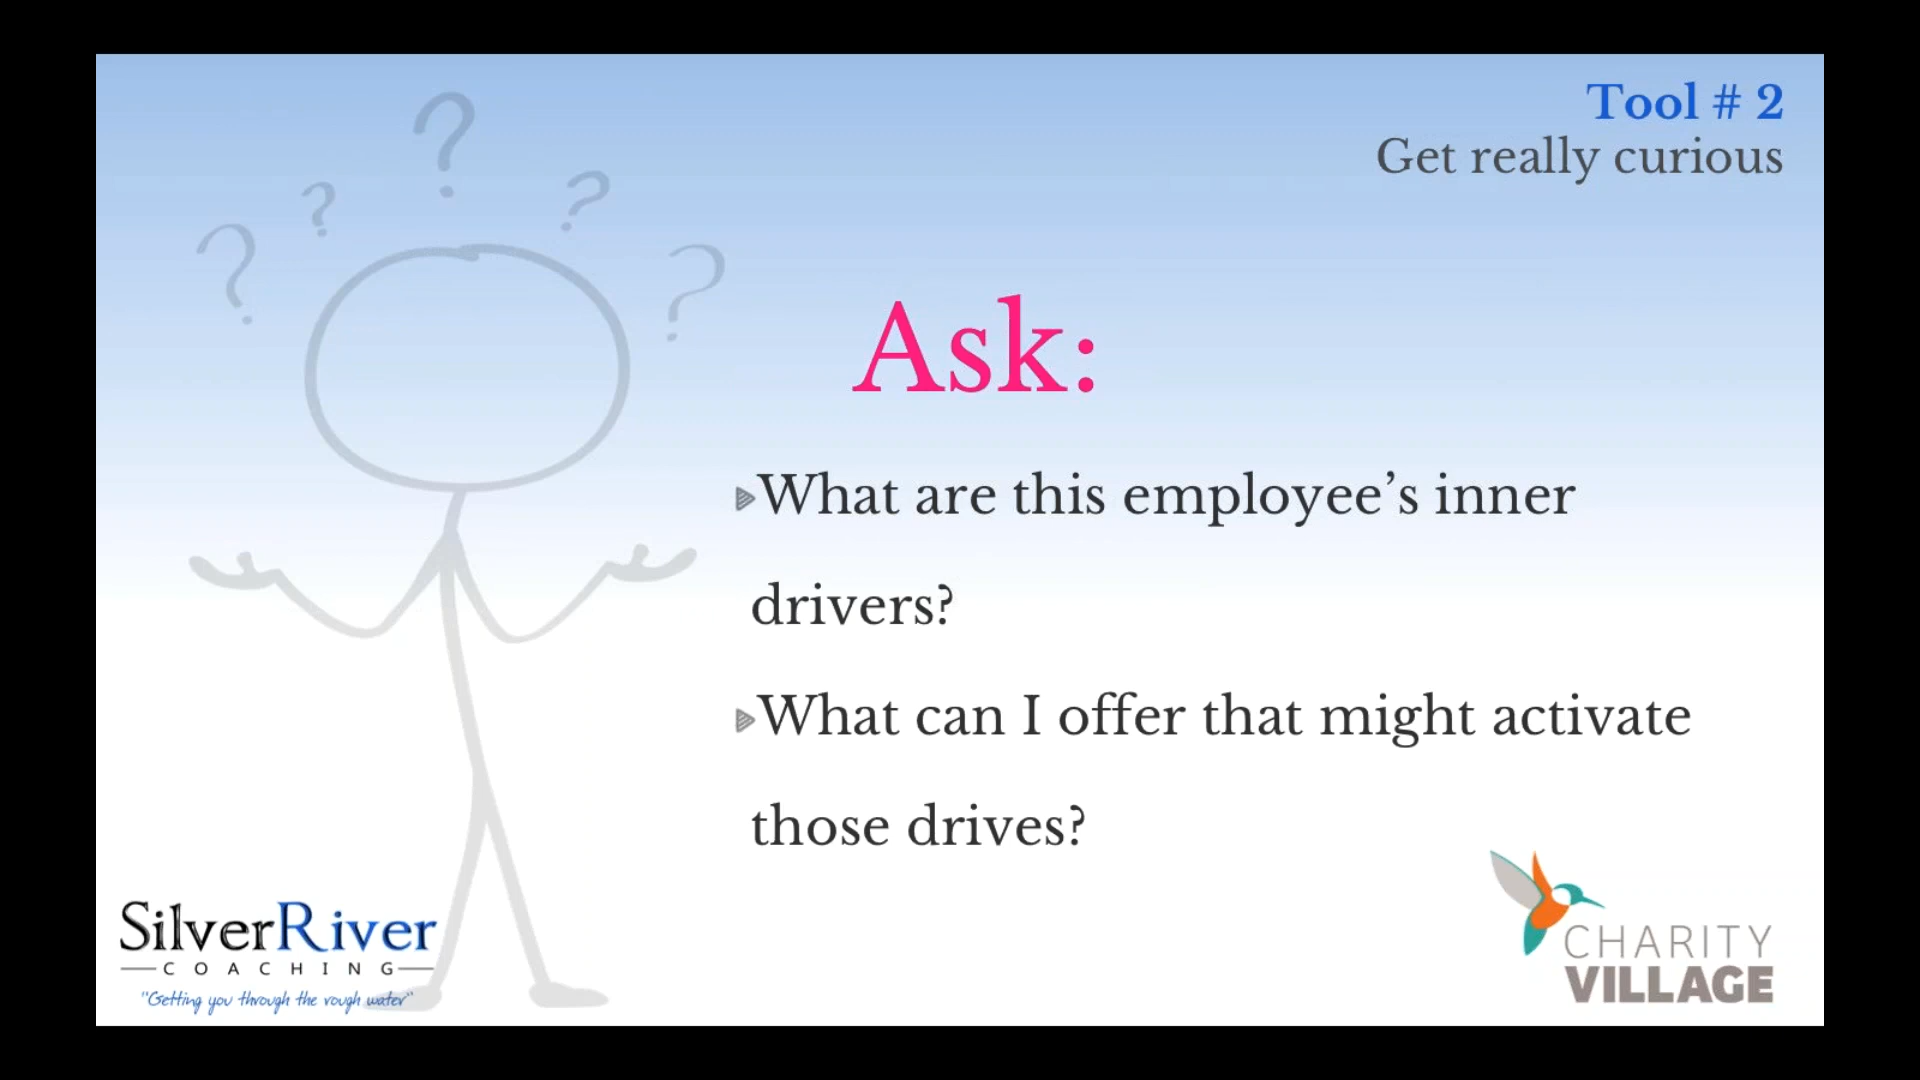 Tool # 2
Get really curious
? ? ? ? ?
Ask:
What are this employee’s inner
drivers?
What can I offer that might activate
those drives?
SilverRiver
COACHING
"Getting you through the rough water"
CHARITY
VILLAGE